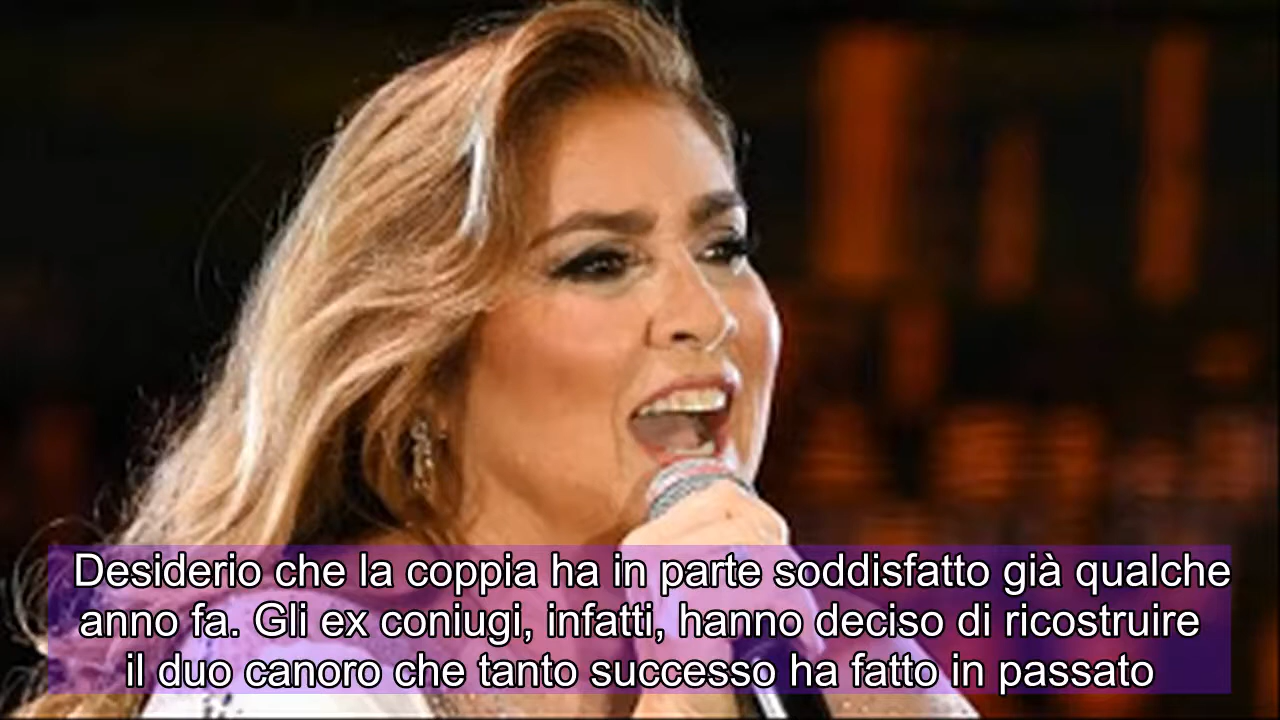 Desiderio che la coppia ha in parte soddisfatto già qualche
anno fa. Gli ex coniugi, infatti, hanno deciso di ricostruire
il duo canoro che tanto successo ha fatto in passato